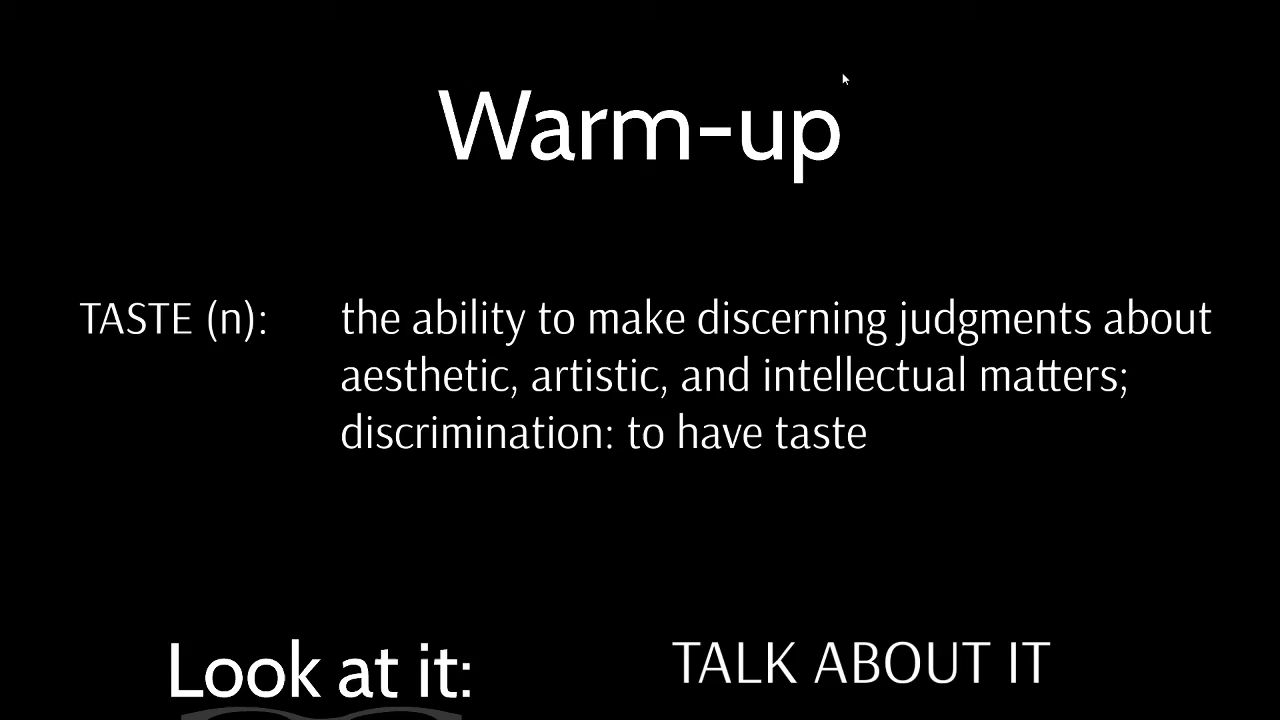 Warm-up
TASTE (n): the ability to make discerning judgments about
aesthetic, artistic, and intellectual matters;
discrimination: to have taste
Look at it: TALK ABOUT IT